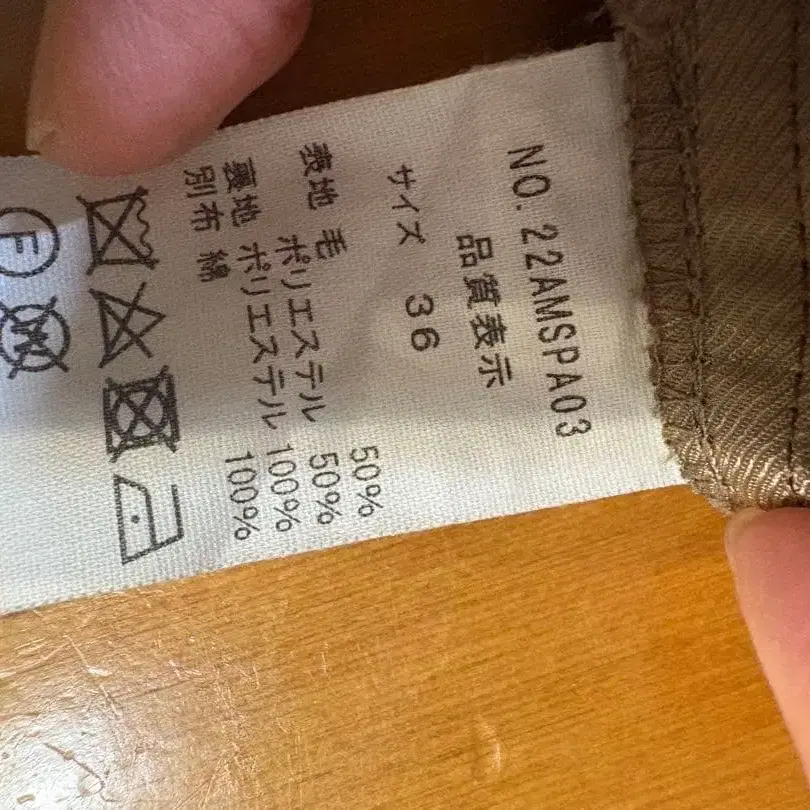 NO. 22AMSPA03
品質表示
サイズ 36
表地 毛 50%
ポリエステル 50%
裏地 ポリエステル 100%
別布 綿 100%
F
W